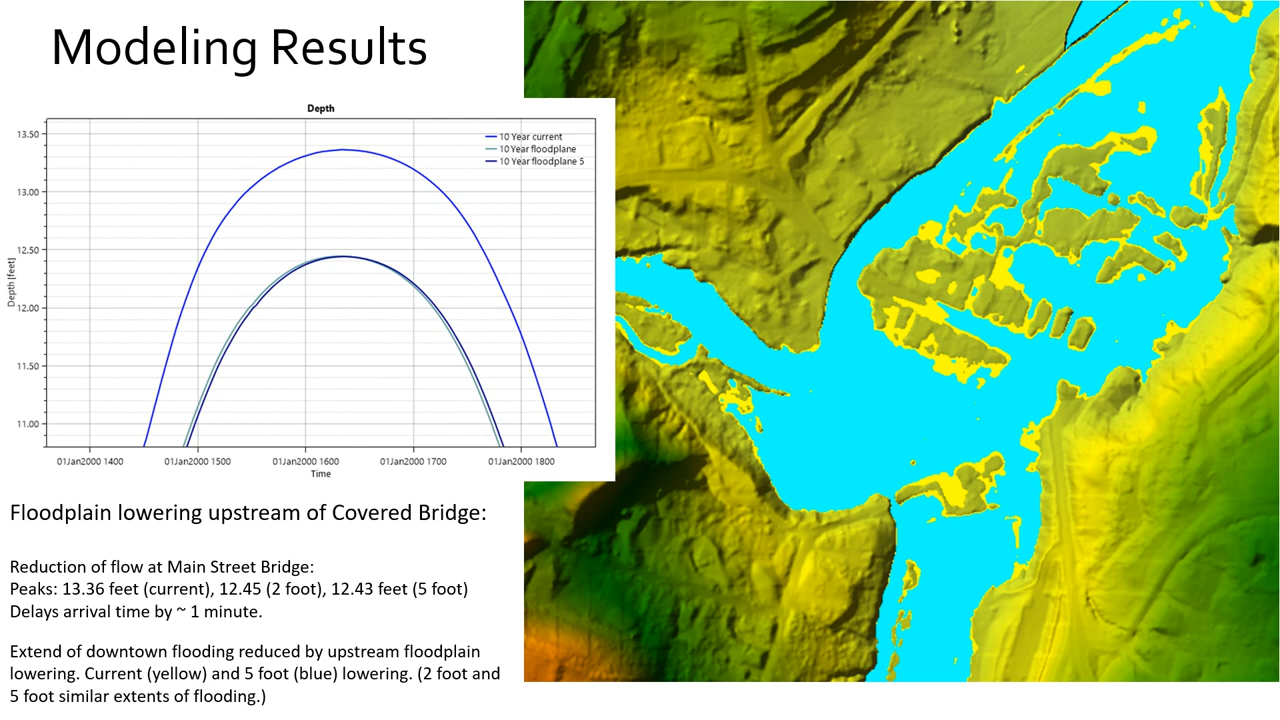 Modeling Results
Depth
13.50
13.00
12.50
12.00
11.50
11.00
Depth [feet]
10 Year current
10 Year floodplane
10 Year floodplane 5
01Jan2000 1400 01Jan2000 1500 01Jan2000 1600 01Jan2000 1700 01Jan2000 1800
Time
Floodplain lowering upstream of Covered Bridge:
Reduction of flow at Main Street Bridge:
Peaks: 13.36 feet (current), 12.45 (2 foot), 12.43 feet (5 foot)
Delays arrival time by ~ 1 minute.
Extend of downtown flooding reduced by upstream floodplain
lowering. Current (yellow) and 5 foot (blue) lowering. (2 foot and
5 foot similar extents of flooding.)